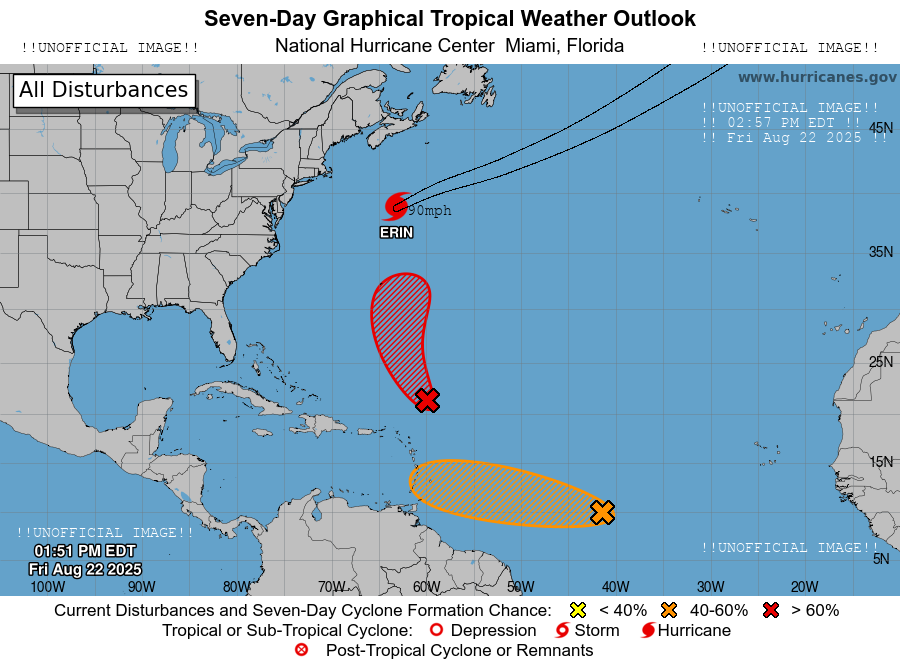 Seven-Day Graphical Tropical Weather Outlook
!!UNOFFICIAL IMAGE!!
National Hurricane Center Miami, Florida
!!UNOFFICIAL IMAGE!!
All Disturbances
www.hurricanes.gov
!!UNOFFICIAL IMAGE!!
!! 02:57 PM EDT !!
!! Fri Aug 22 2025 !!
45N
90mph
ERIN
35N
25N
15N
!!UNOFFICIAL IMAGE!!
!!UNOFFICIAL IMAGE!!
01:51 PM EDT
Fri Aug 22 2025
5N
100W 90W 80W 70W 60W 50W 40W 30W 20W
Current Disturbances and Seven-Day Cyclone Formation Chance: < 40% 40-60% > 60%
Tropical or Sub-Tropical Cyclone: Depression Storm Hurricane
Post-Tropical Cyclone or Remnants